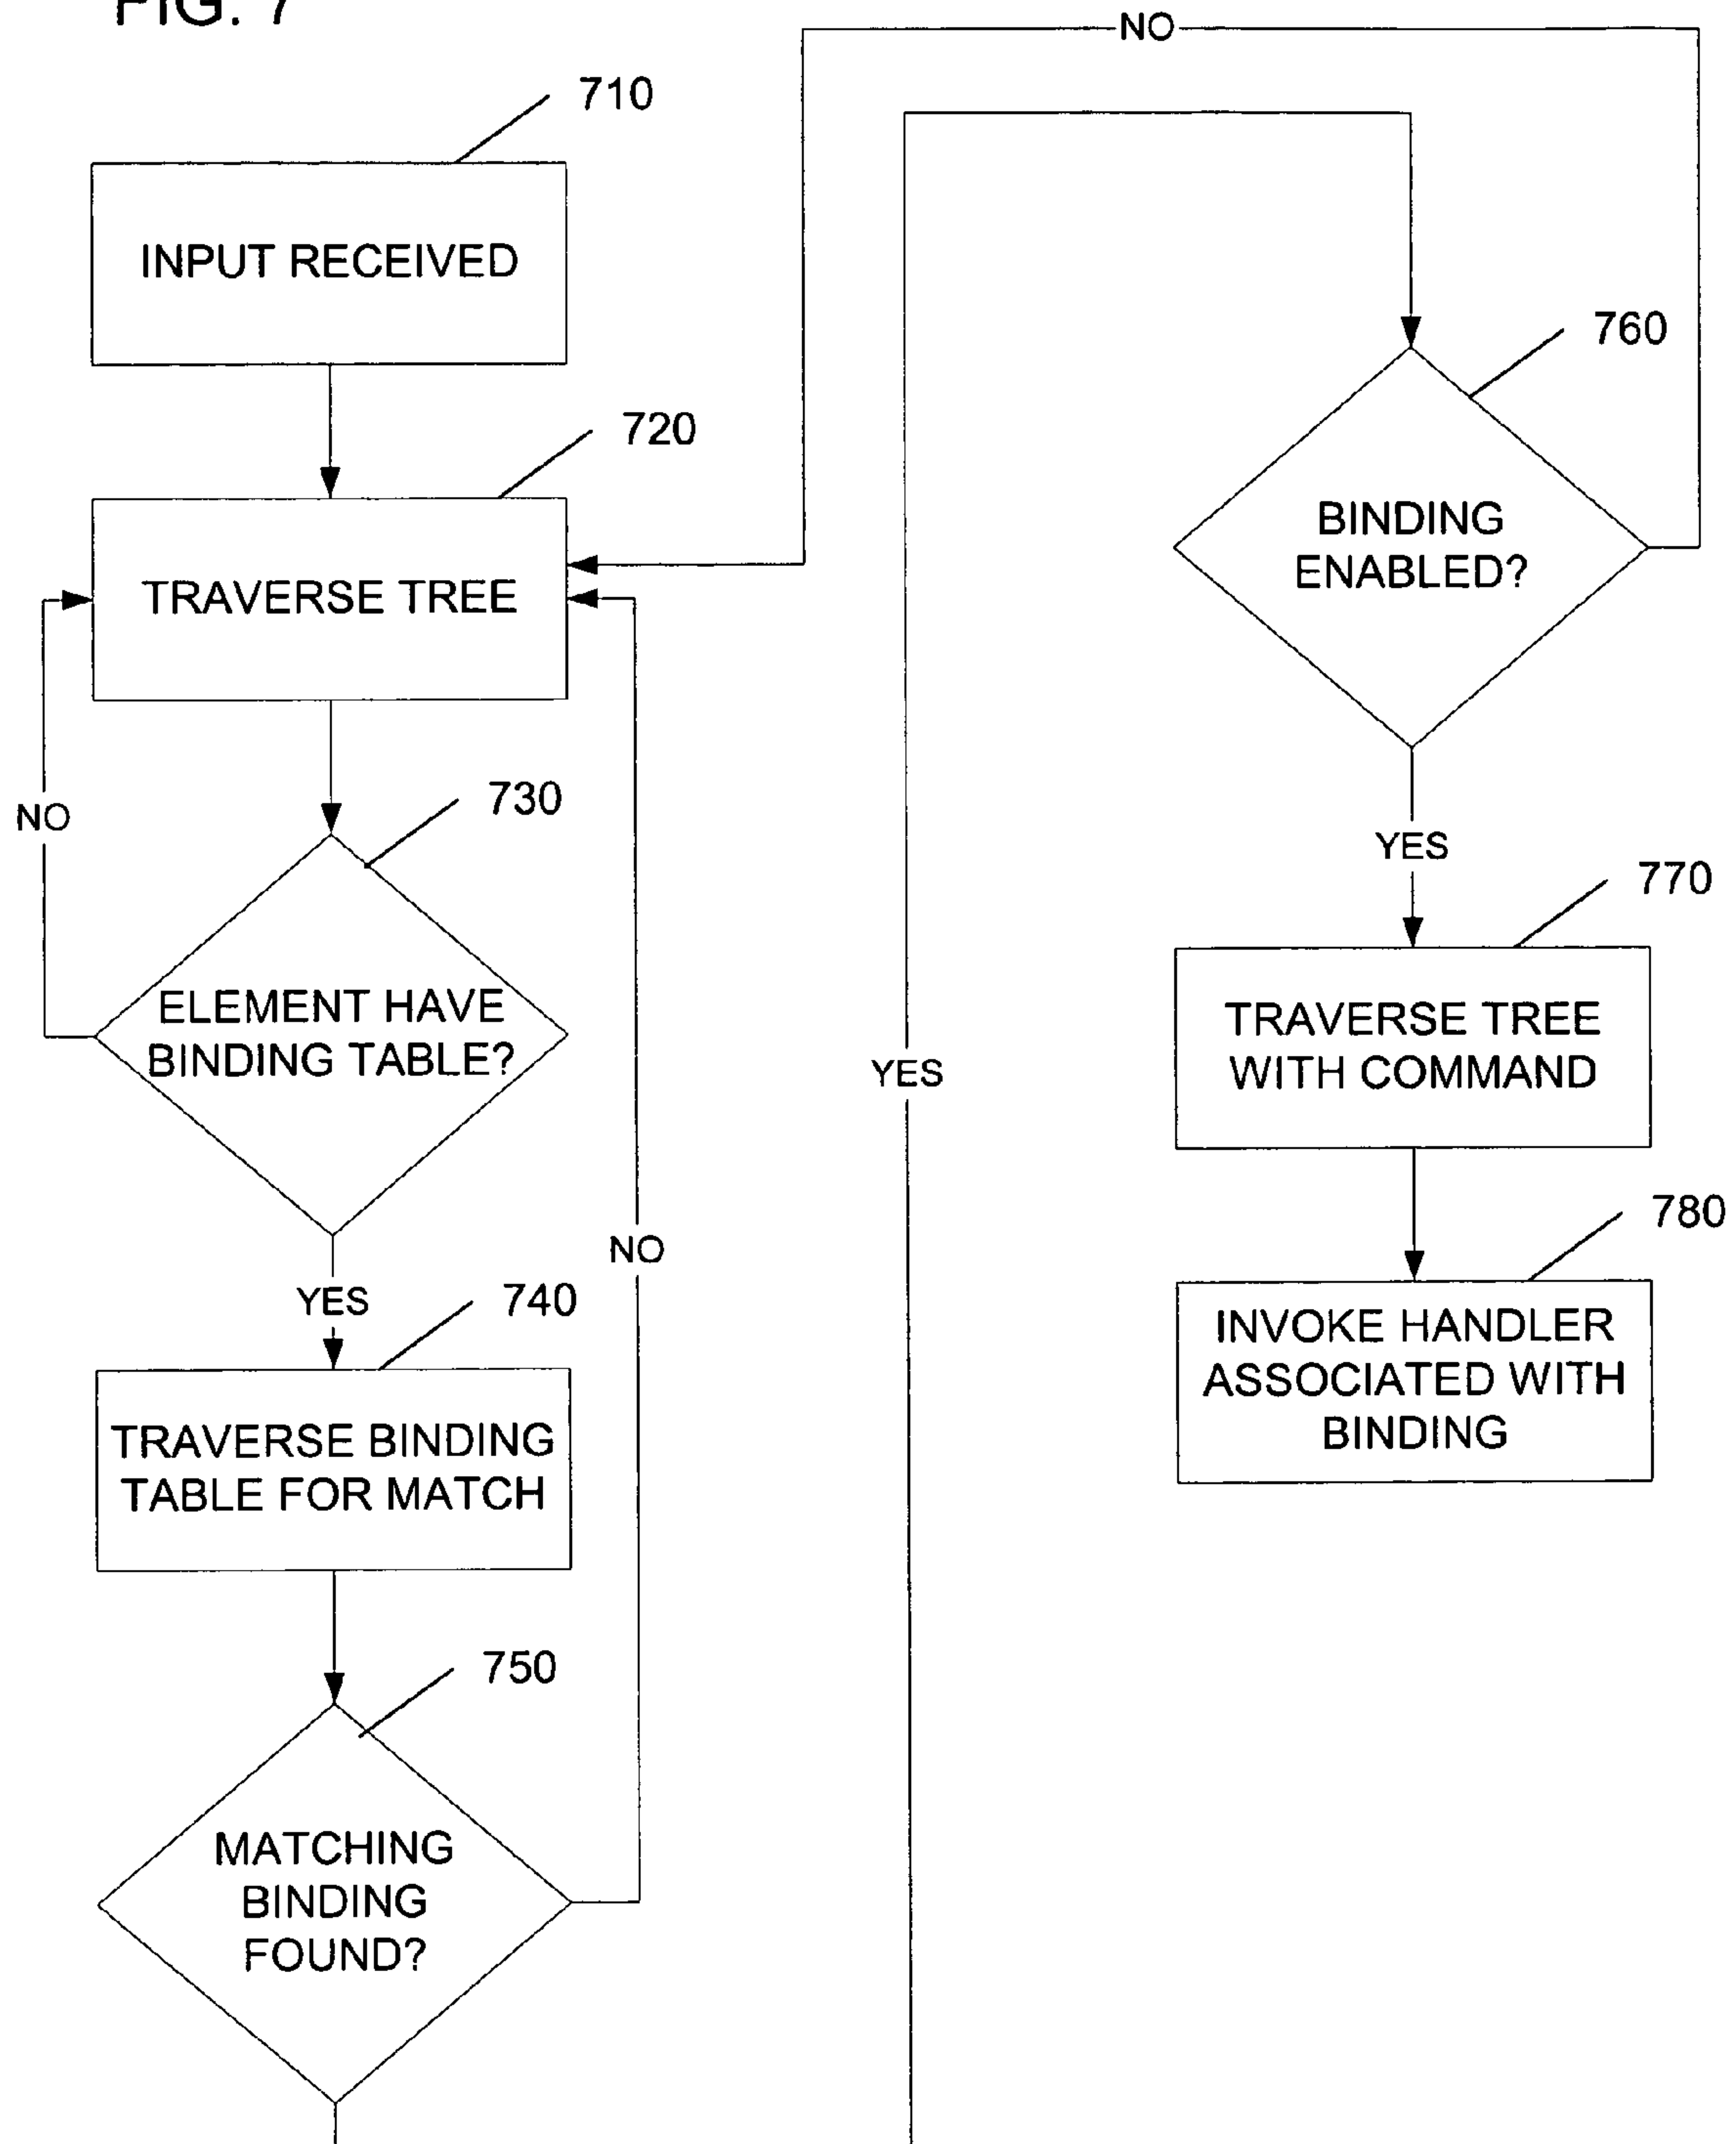 FIG. 7
710
INPUT RECEIVED
720
TRAVERSE TREE
NO
730
ELEMENT HAVE
BINDING TABLE?
YES
740
TRAVERSE BINDING
TABLE FOR MATCH
750
MATCHING
BINDING
FOUND?
NO
YES
NO
760
BINDING
ENABLED?
YES
770
TRAVERSE TREE
WITH COMMAND
780
INVOKE HANDLER
ASSOCIATED WITH
BINDING